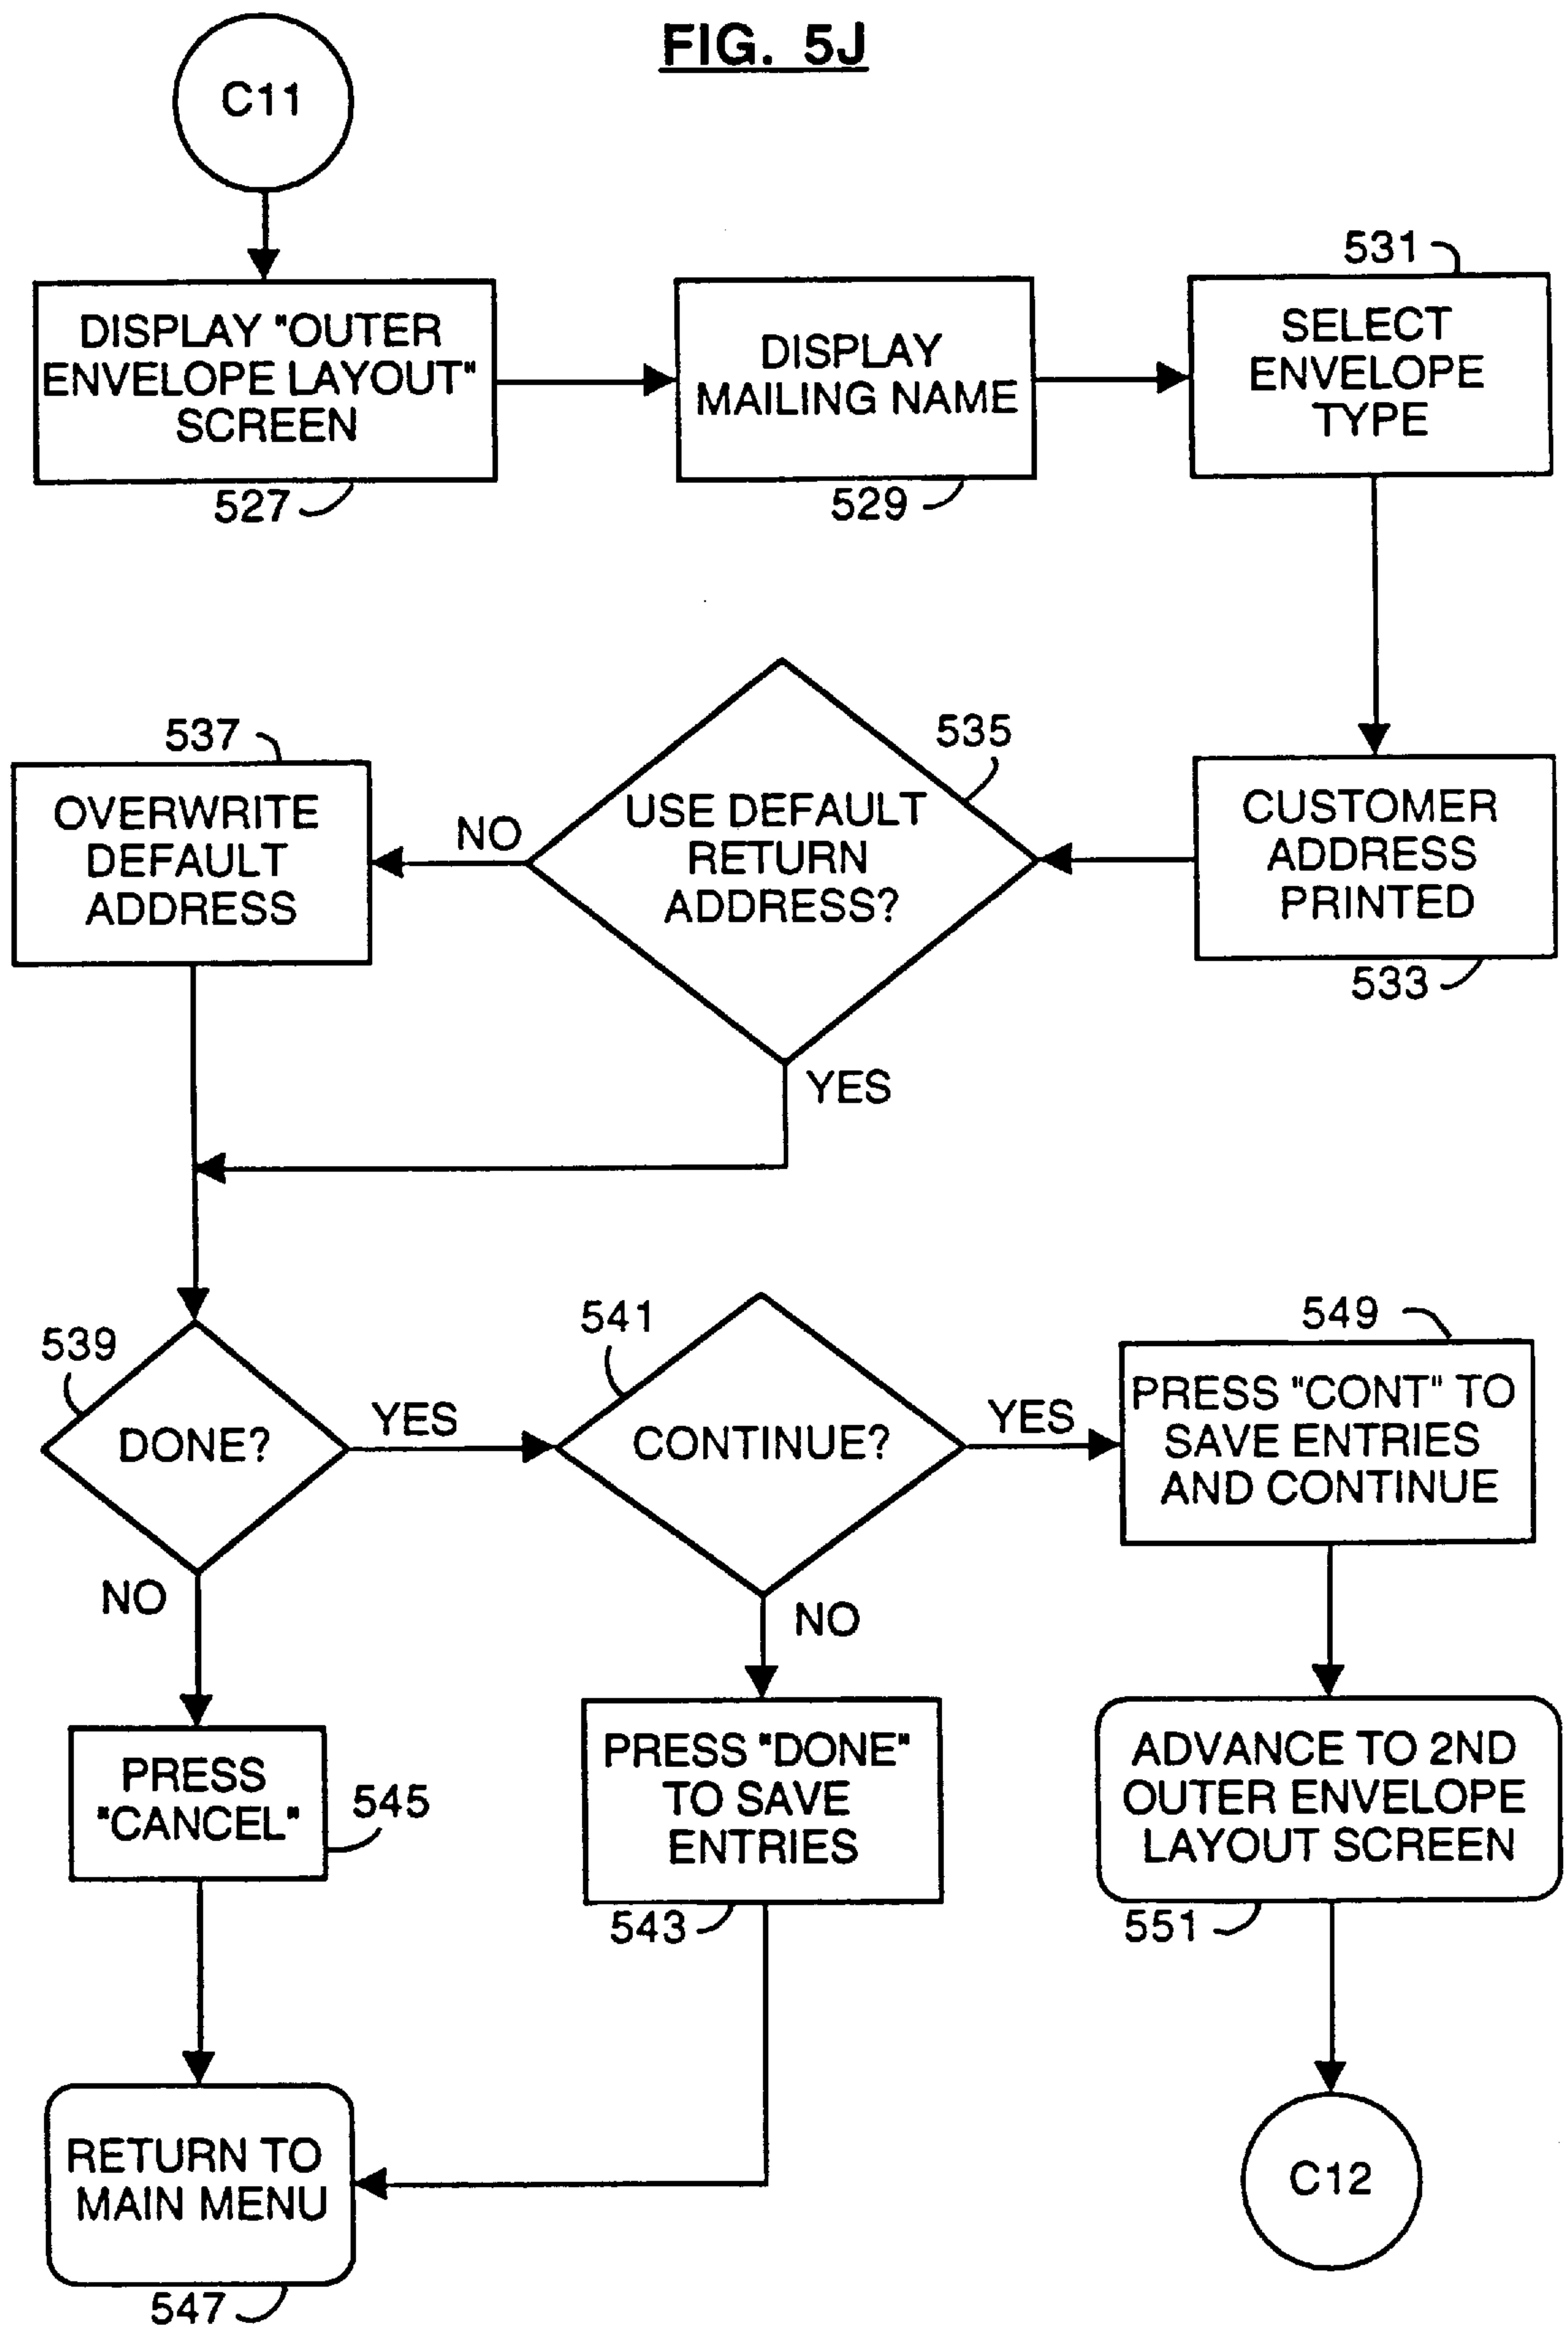 FIG. 5J
C11
DISPLAY "OUTER
ENVELOPE LAYOUT"
SCREEN
527
DISPLAY
MAILING NAME
529
531
SELECT
ENVELOPE
TYPE
CUSTOMER
ADDRESS
PRINTED
533
535
USE DEFAULT
RETURN
ADDRESS?
NO
YES
537
OVERWRITE
DEFAULT
ADDRESS
539
DONE?
YES
NO
541
CONTINUE?
YES
NO
549
PRESS "CONT" TO
SAVE ENTRIES
AND CONTINUE
PRESS
"CANCEL"
545
PRESS "DONE"
TO SAVE
ENTRIES
543
ADVANCE TO 2ND
OUTER ENVELOPE
LAYOUT SCREEN
551
RETURN TO
MAIN MENU
547
C12